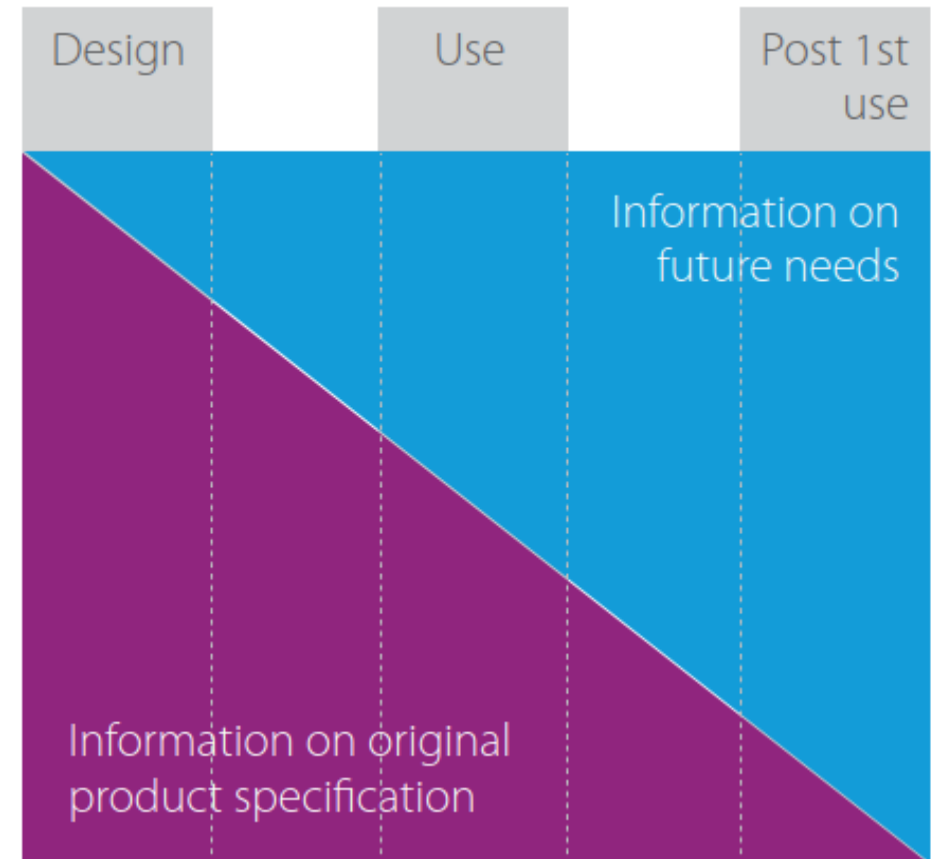 Design
Use
Post 1st
use
Information on
future needs
Information on original
product specification